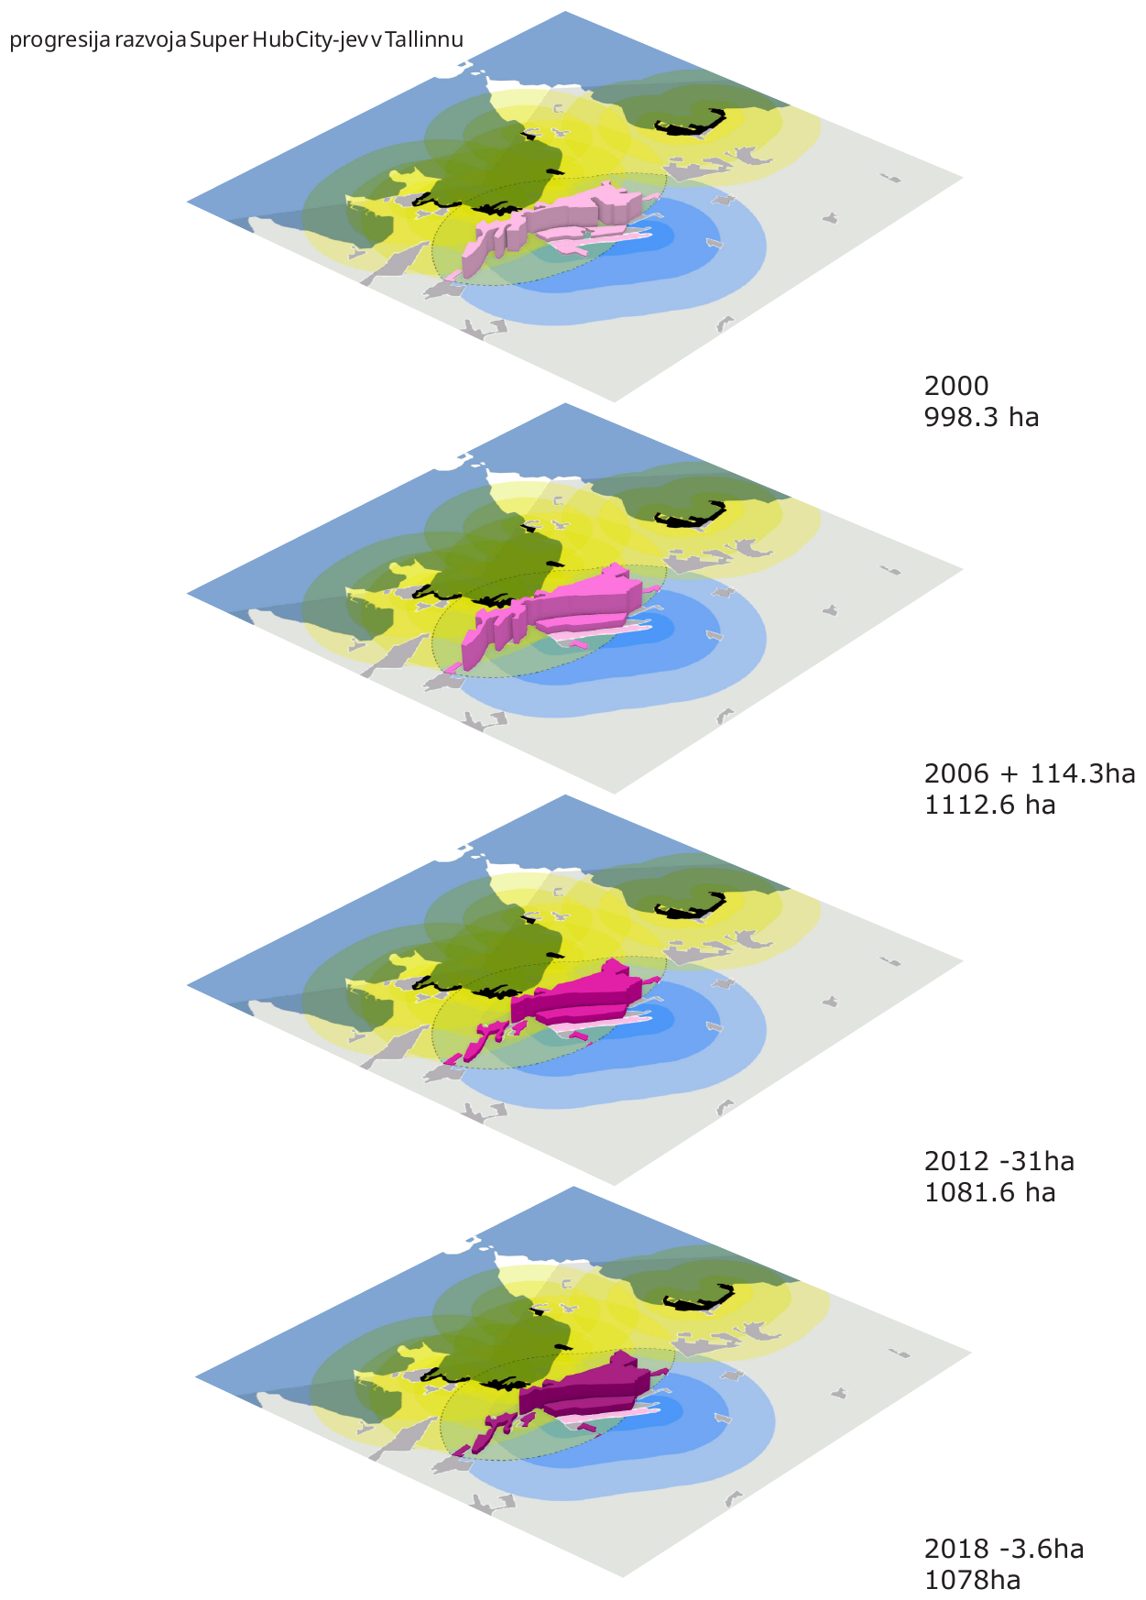 progresija razvoja Super HubCity-jev v Tallinnu
2000
998.3 ha
2006 + 114.3ha
1112.6 ha
2012 -31ha
1081.6 ha
2018 -3.6ha
1078ha